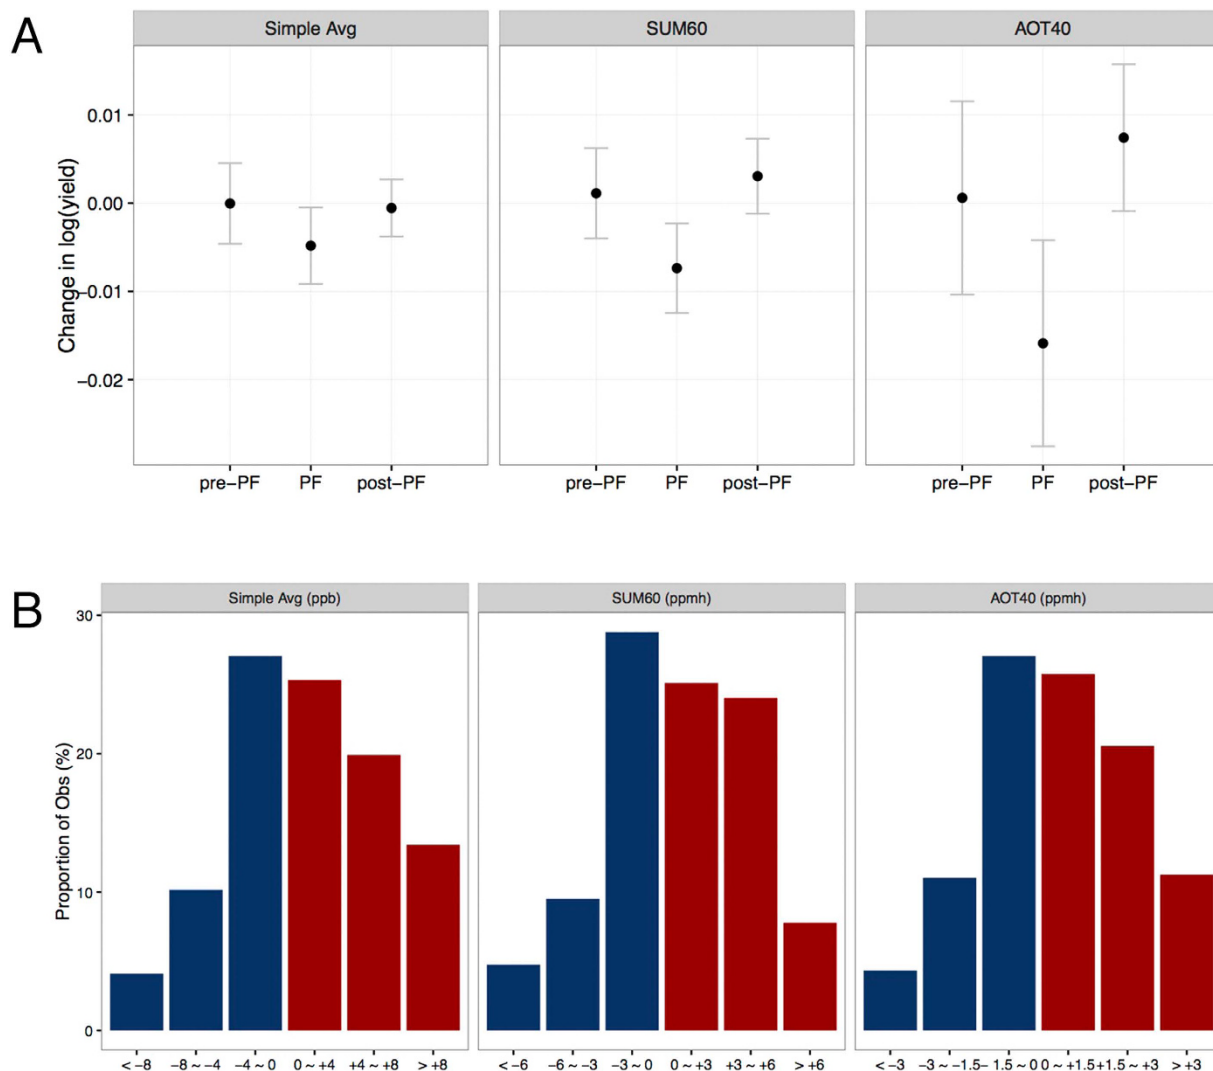 A
Simple Avg SUM60 AOT40
Change in log(yield)
0.01
0.00
−0.01
−0.02
pre−PF PF post−PF pre−PF PF post−PF pre−PF PF post−PF
B
Simple Avg (ppb) SUM60 (ppmh) AOT40 (ppmh)
Proportion of Obs (%)
30
20
10
0
< −8 −8 ~ −4 −4 ~ 0 0 ~ +4 +4 ~ +8 > +8 < −6 −6 ~ −3 −3 ~ 0 0 ~ +3 +3 ~ +6 > +6 < −3 −3 ~ −1.5 − 1.5 ~ 0 0 ~ +1.5 +1.5 ~ +3 > +3